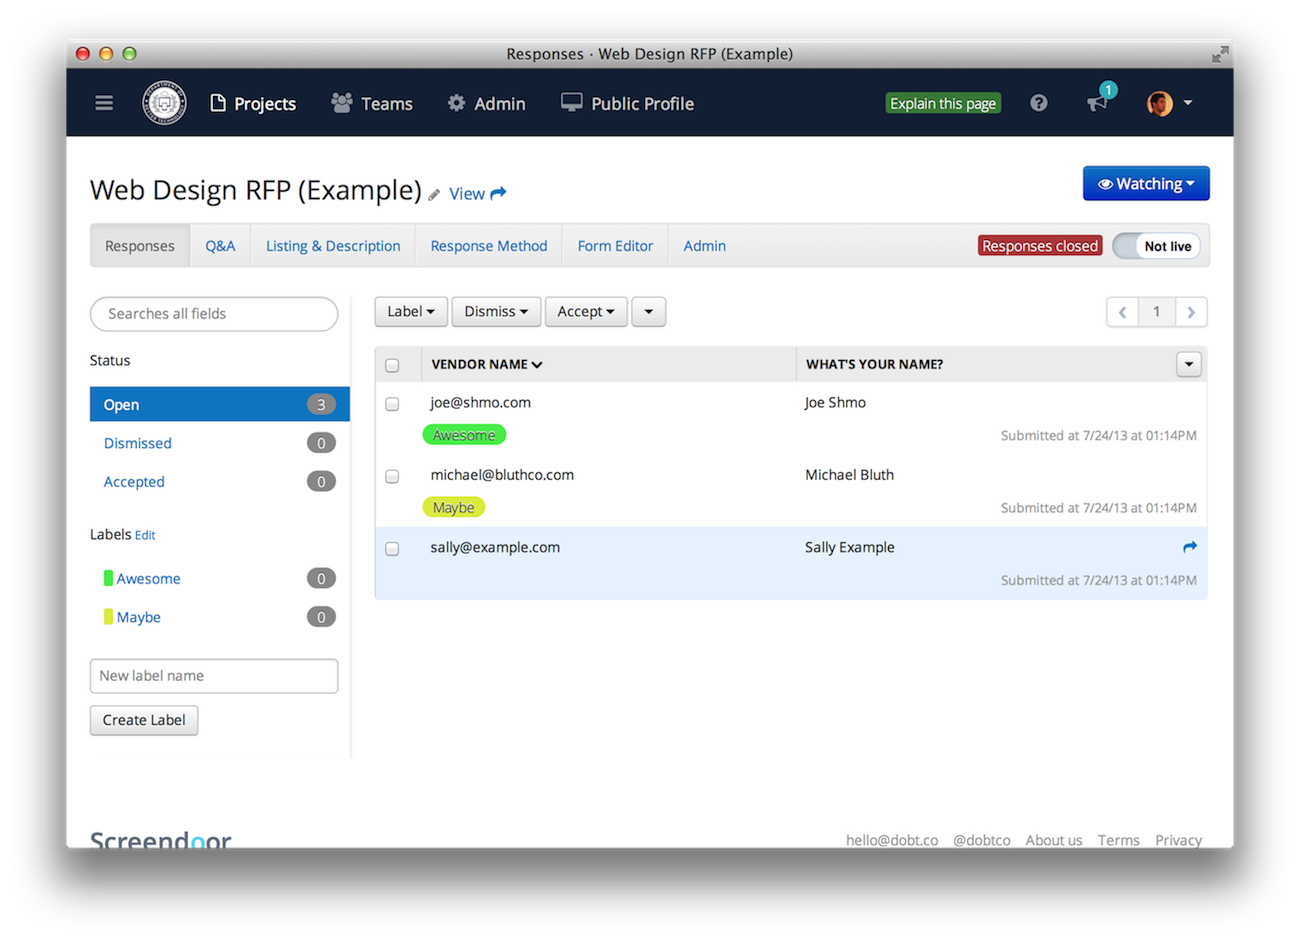 Responses · Web Design RFP (Example)
Projects Teams Admin Public Profile Explain this page 1
Web Design RFP (Example) View Watching
Responses Q&A Listing & Description Response Method Form Editor Admin Responses closed Not live
Searches all fields
Label Dismiss Accept 1
Status
Open 3
Dismissed 0
Accepted 0
Labels Edit
Awesome 0
Maybe 0
New label name
Create Label
VENDOR NAME WHAT'S YOUR NAME?
joe@shmo.com Joe Shmo
Awesome Submitted at 7/24/13 at 01:14PM
michael@bluthco.com Michael Bluth
Maybe Submitted at 7/24/13 at 01:14PM
sally@example.com Sally Example
Submitted at 7/24/13 at 01:14PM
Screendoor hello@dobt.co @dobtco About us Terms Privacy